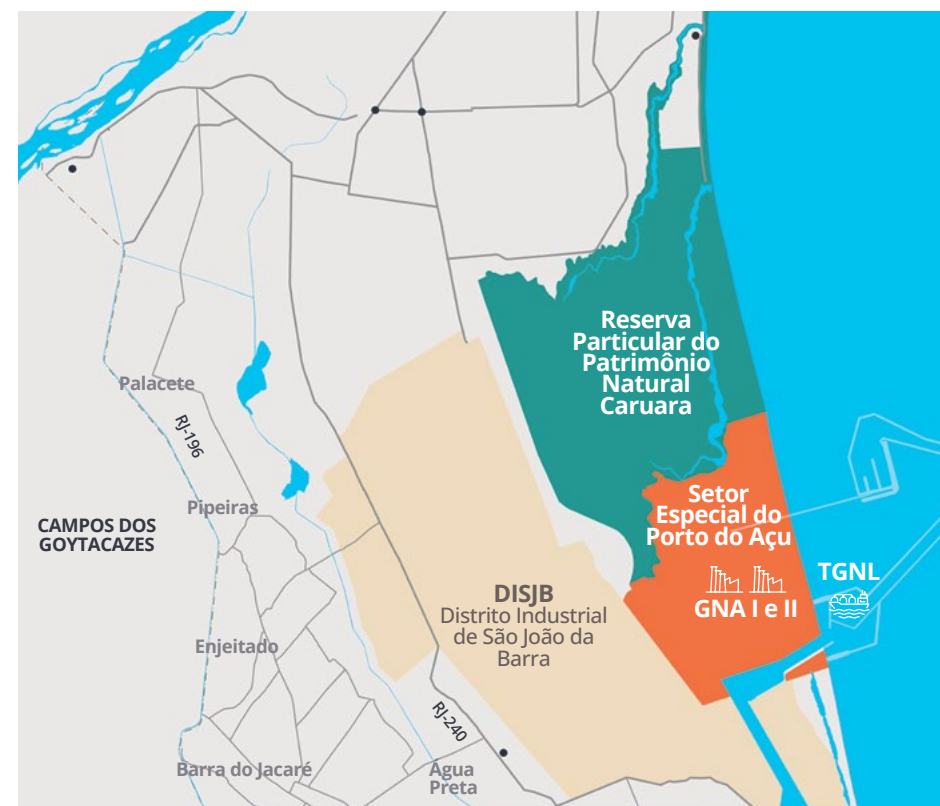 Reserva
Particular do
Patrimônio
Natural
Caruara
Palacete
RJ-196
Pipeiras
CAMPOS DOS
GOYTACAZES
Setor
Especial do
Porto do Açu
TGNL
GNA I e II
DISJB
Distrito Industrial
de São João da
Barra
Enjeitado
RJ-240
Barra do Jacaré
Água
Preta